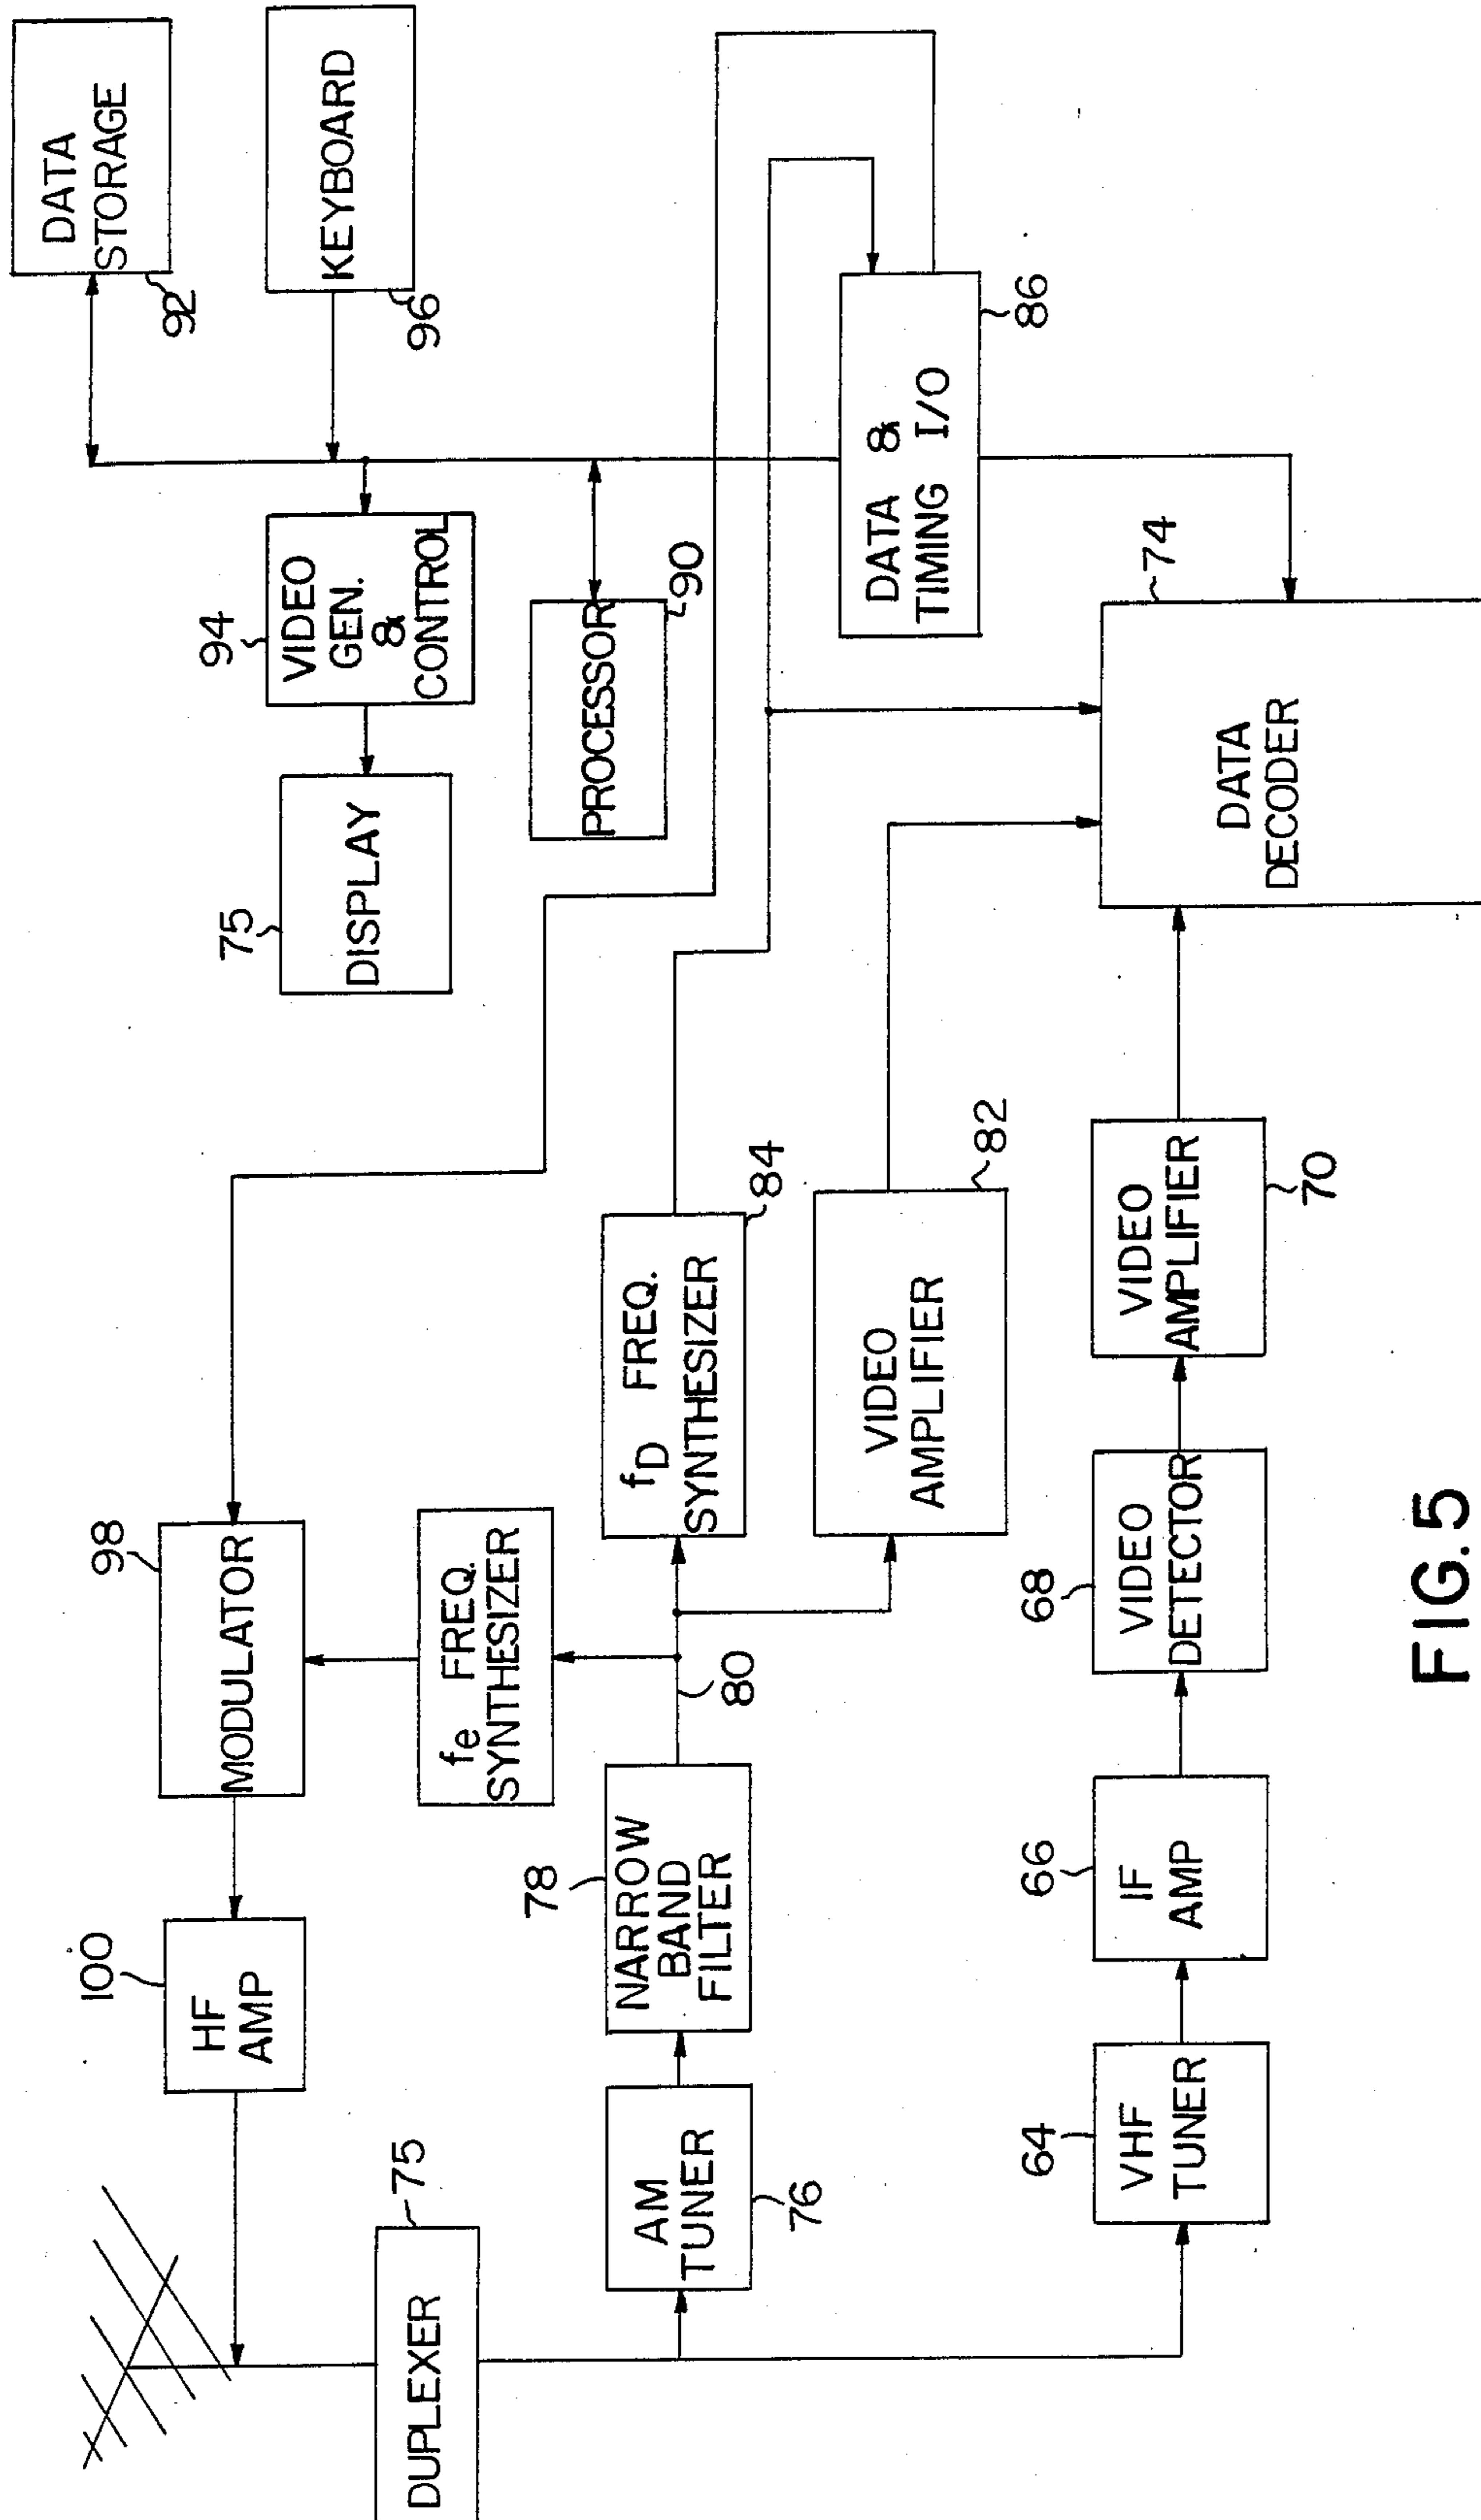 100
HF
AMP
98
MODULATOR
94
VIDEO
GEN.
&
CONTROL
75
DISPLAY
DATA
STORAGE
92
KEYBOARD
96
fe FREQ.
SYNTHESIZER
PROCESSOR
90
75
DUPLEXER
AM
TUNER
76
78
NARROW
BAND
FILTER
80
fD FREQ.
SYNTHESIZER
84
VIDEO
AMPLIFIER
82
DATA &
TIMING I/O
86
64
VHF
TUNER
66
IF
AMP
68
VIDEO
DETECTOR
VIDEO
AMPLIFIER
70
74
DATA
DECODER
FIG. 5